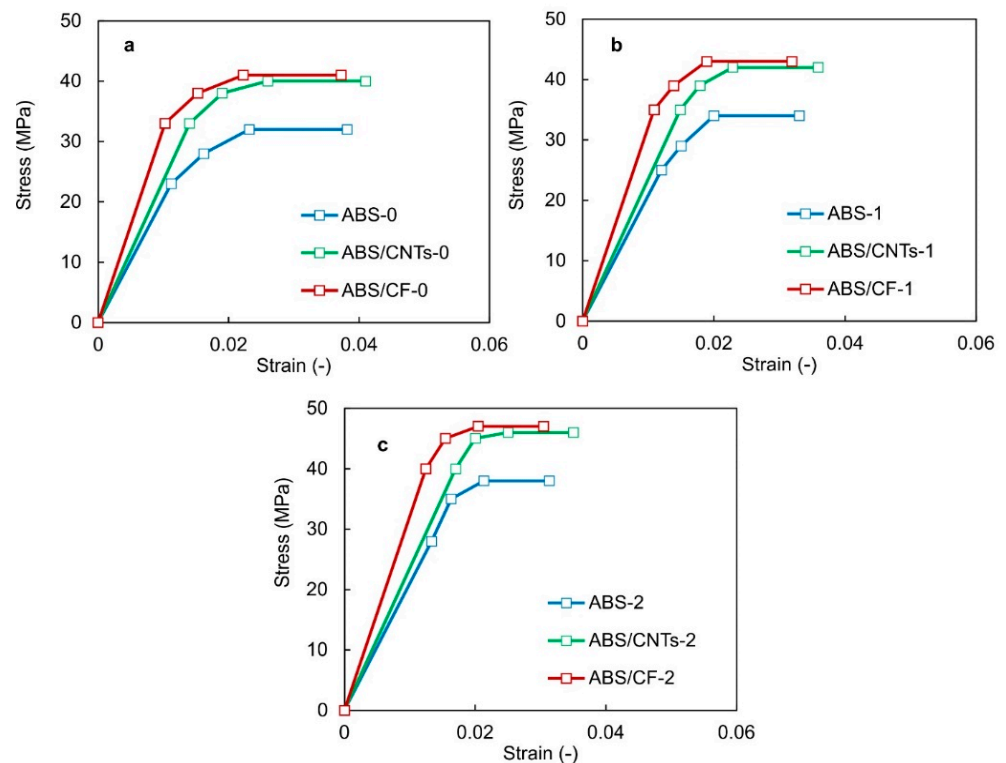 a
50
40
30
20
10
0
Stress (MPa)
ABS-0
ABS/CNTs-0
ABS/CF-0
0 0.02 0.04 0.06
Strain (-)
b
50
40
30
20
10
0
Stress (MPa)
ABS-1
ABS/CNTs-1
ABS/CF-1
0 0.02 0.04 0.06
Strain (-)
c
50
40
30
20
10
0
Stress (MPa)
ABS-2
ABS/CNTs-2
ABS/CF-2
0 0.02 0.04 0.06
Strain (-)